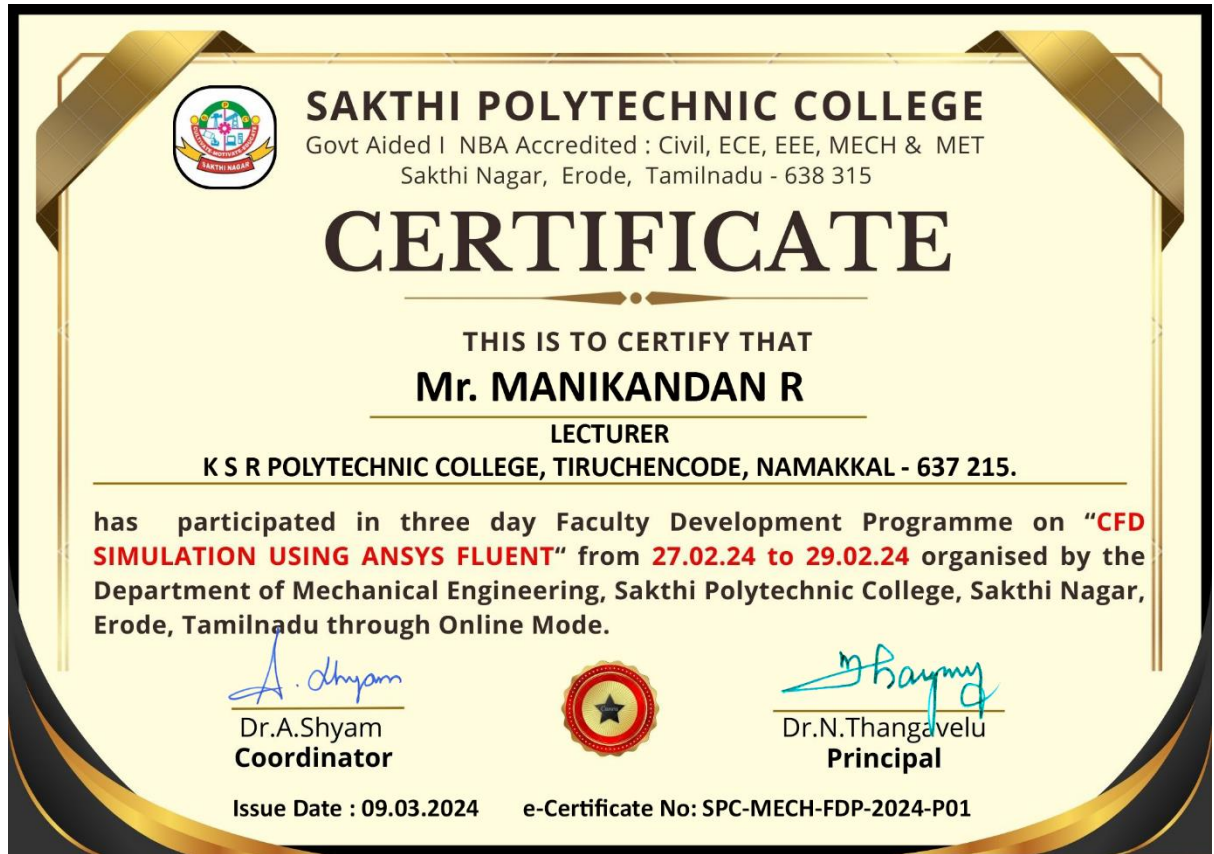 SAKTHI POLYTECHNIC COLLEGE
Govt Aided I NBA Accredited : Civil, ECE, EEE, MECH & MET
Sakthi Nagar, Erode, Tamilnadu - 638 315
SAKTHI NAGAR
CERTIFICATE
THIS IS TO CERTIFY THAT
Mr. MANIKANDAN R
LECTURER
K S R POLYTECHNIC COLLEGE, TIRUCHENCODE, NAMAKKAL - 637 215.
has participated in three day Faculty Development Programme on “CFD
SIMULATION USING ANSYS FLUENT“ from 27.02.24 to 29.02.24 organised by the
Department of Mechanical Engineering, Sakthi Polytechnic College, Sakthi Nagar,
Erode, Tamilnadu through Online Mode.
A. Shyam
Dr.A.Shyam
Coordinator
Dr.N.Thangavelu
Principal
Issue Date : 09.03.2024 e-Certificate No: SPC-MECH-FDP-2024-P01